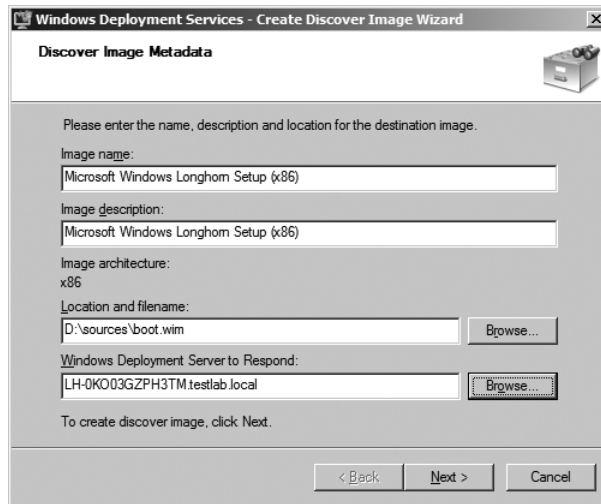 Windows Deployment Services - Create Discover Image Wizard
Discover Image Metadata
Please enter the name, description and location for the destination image.
Image name:
Microsoft Windows Longhorn Setup (x86)
Image description:
Microsoft Windows Longhorn Setup (x86)
Image architecture:
x86
Location and filename:
D:\sources\boot.wim
Browse...
Windows Deployment Server to Respond:
LH-0KO03GZPH3TM.testlab.local
Browse...
To create discover image, click Next.
< Back
Next >
Cancel